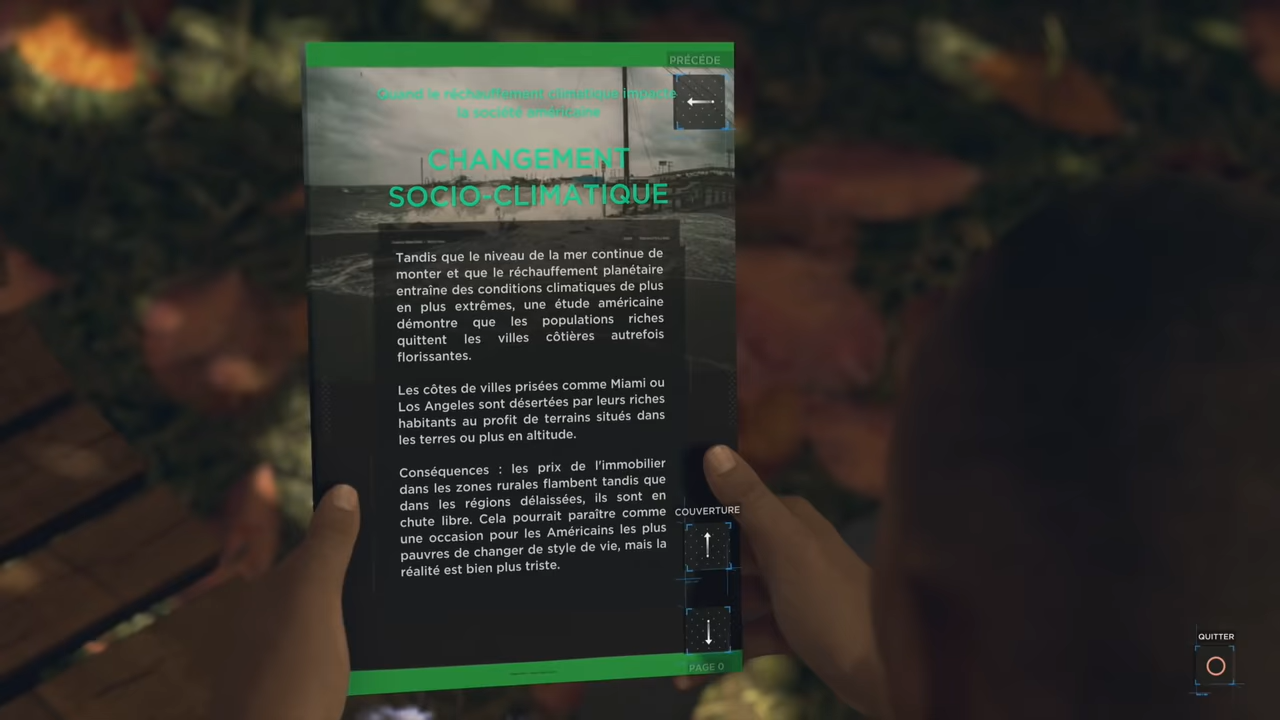 PRÉCÉDE
Quand le réchauffement climatique impacte
la société américaine
CHANGEMENT
SOCIO-CLIMATIQUE
Tandis que le niveau de la mer continue de
monter et que le réchauffement planétaire
entraîne des conditions climatiques de plus
en plus extrêmes, une étude américaine
démontre que les populations riches
quittent les villes côtières autrefois
florissantes.
Les côtes de villes prisées comme Miami ou
Los Angeles sont désertées par leurs riches
habitants au profit de terrains situés dans
les terres ou plus en altitude.
Conséquences : les prix de l'immobilier
dans les zones rurales flambent tandis que
dans les régions délaissées, ils sont en
chute libre. Cela pourrait paraître comme
une occasion pour les Américains les plus
pauvres de changer de style de vie, mais la
réalité est bien plus triste.
COUVERTURE
PAGE 0
QUITTER